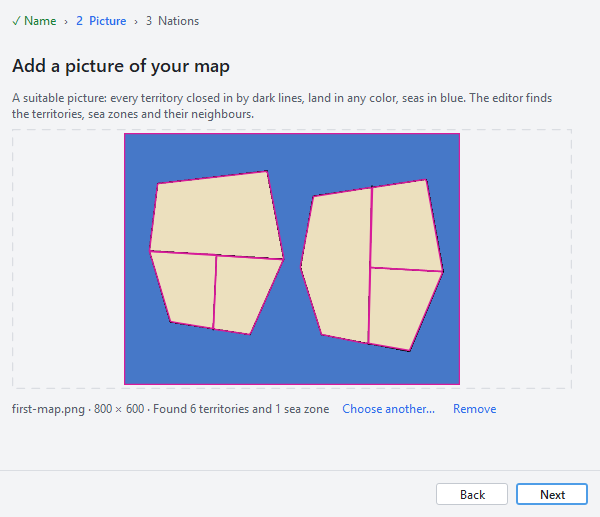 ✓ Name › 2 Picture › 3 Nations
Add a picture of your map
A suitable picture: every territory closed in by dark lines, land in any color, seas in blue. The editor finds
the territories, sea zones and their neighbours.
first-map.png · 800 × 600 · Found 6 territories and 1 sea zone Choose another... Remove
Back Next